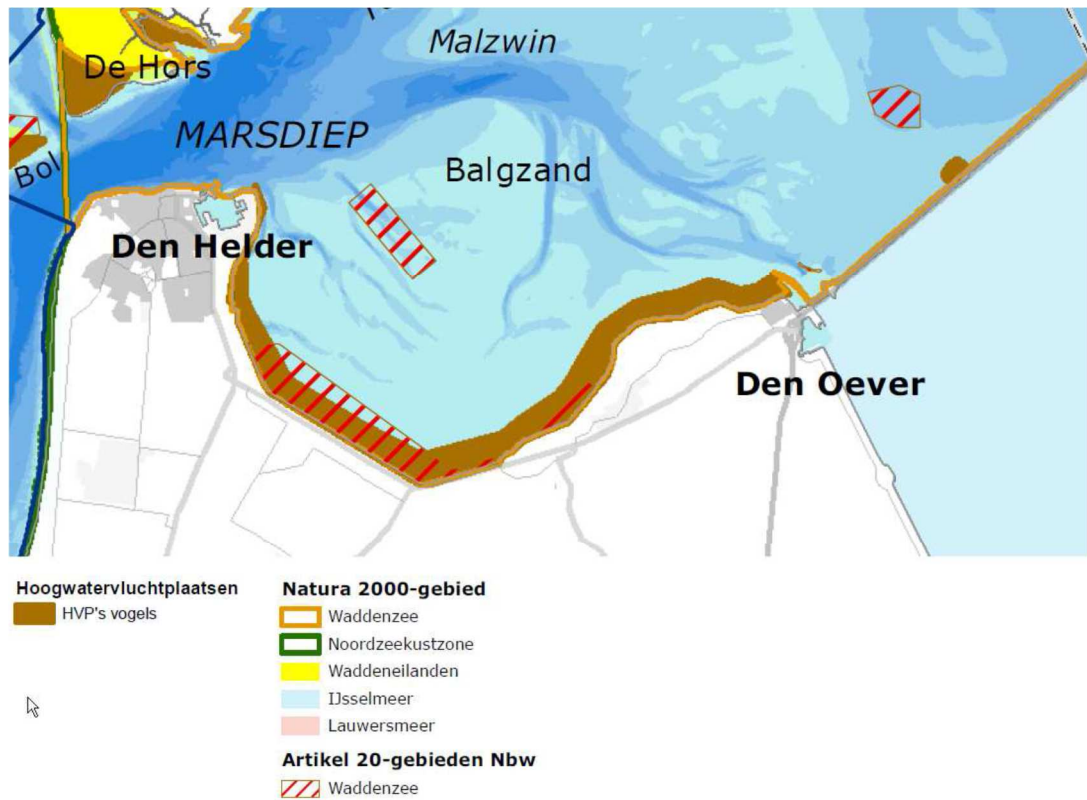 Malzwin
De Hors
MARSDIEP
Bol
Balgzand
Den Helder
Den Oever
Hoogwatervluchtplaatsen
HVP's vogels
Natura 2000-gebied
Waddenzee
Noordzeekustzone
Waddeneilanden
IJsselmeer
Lauwersmeer
Artikel 20-gebieden Nbw
Waddenzee